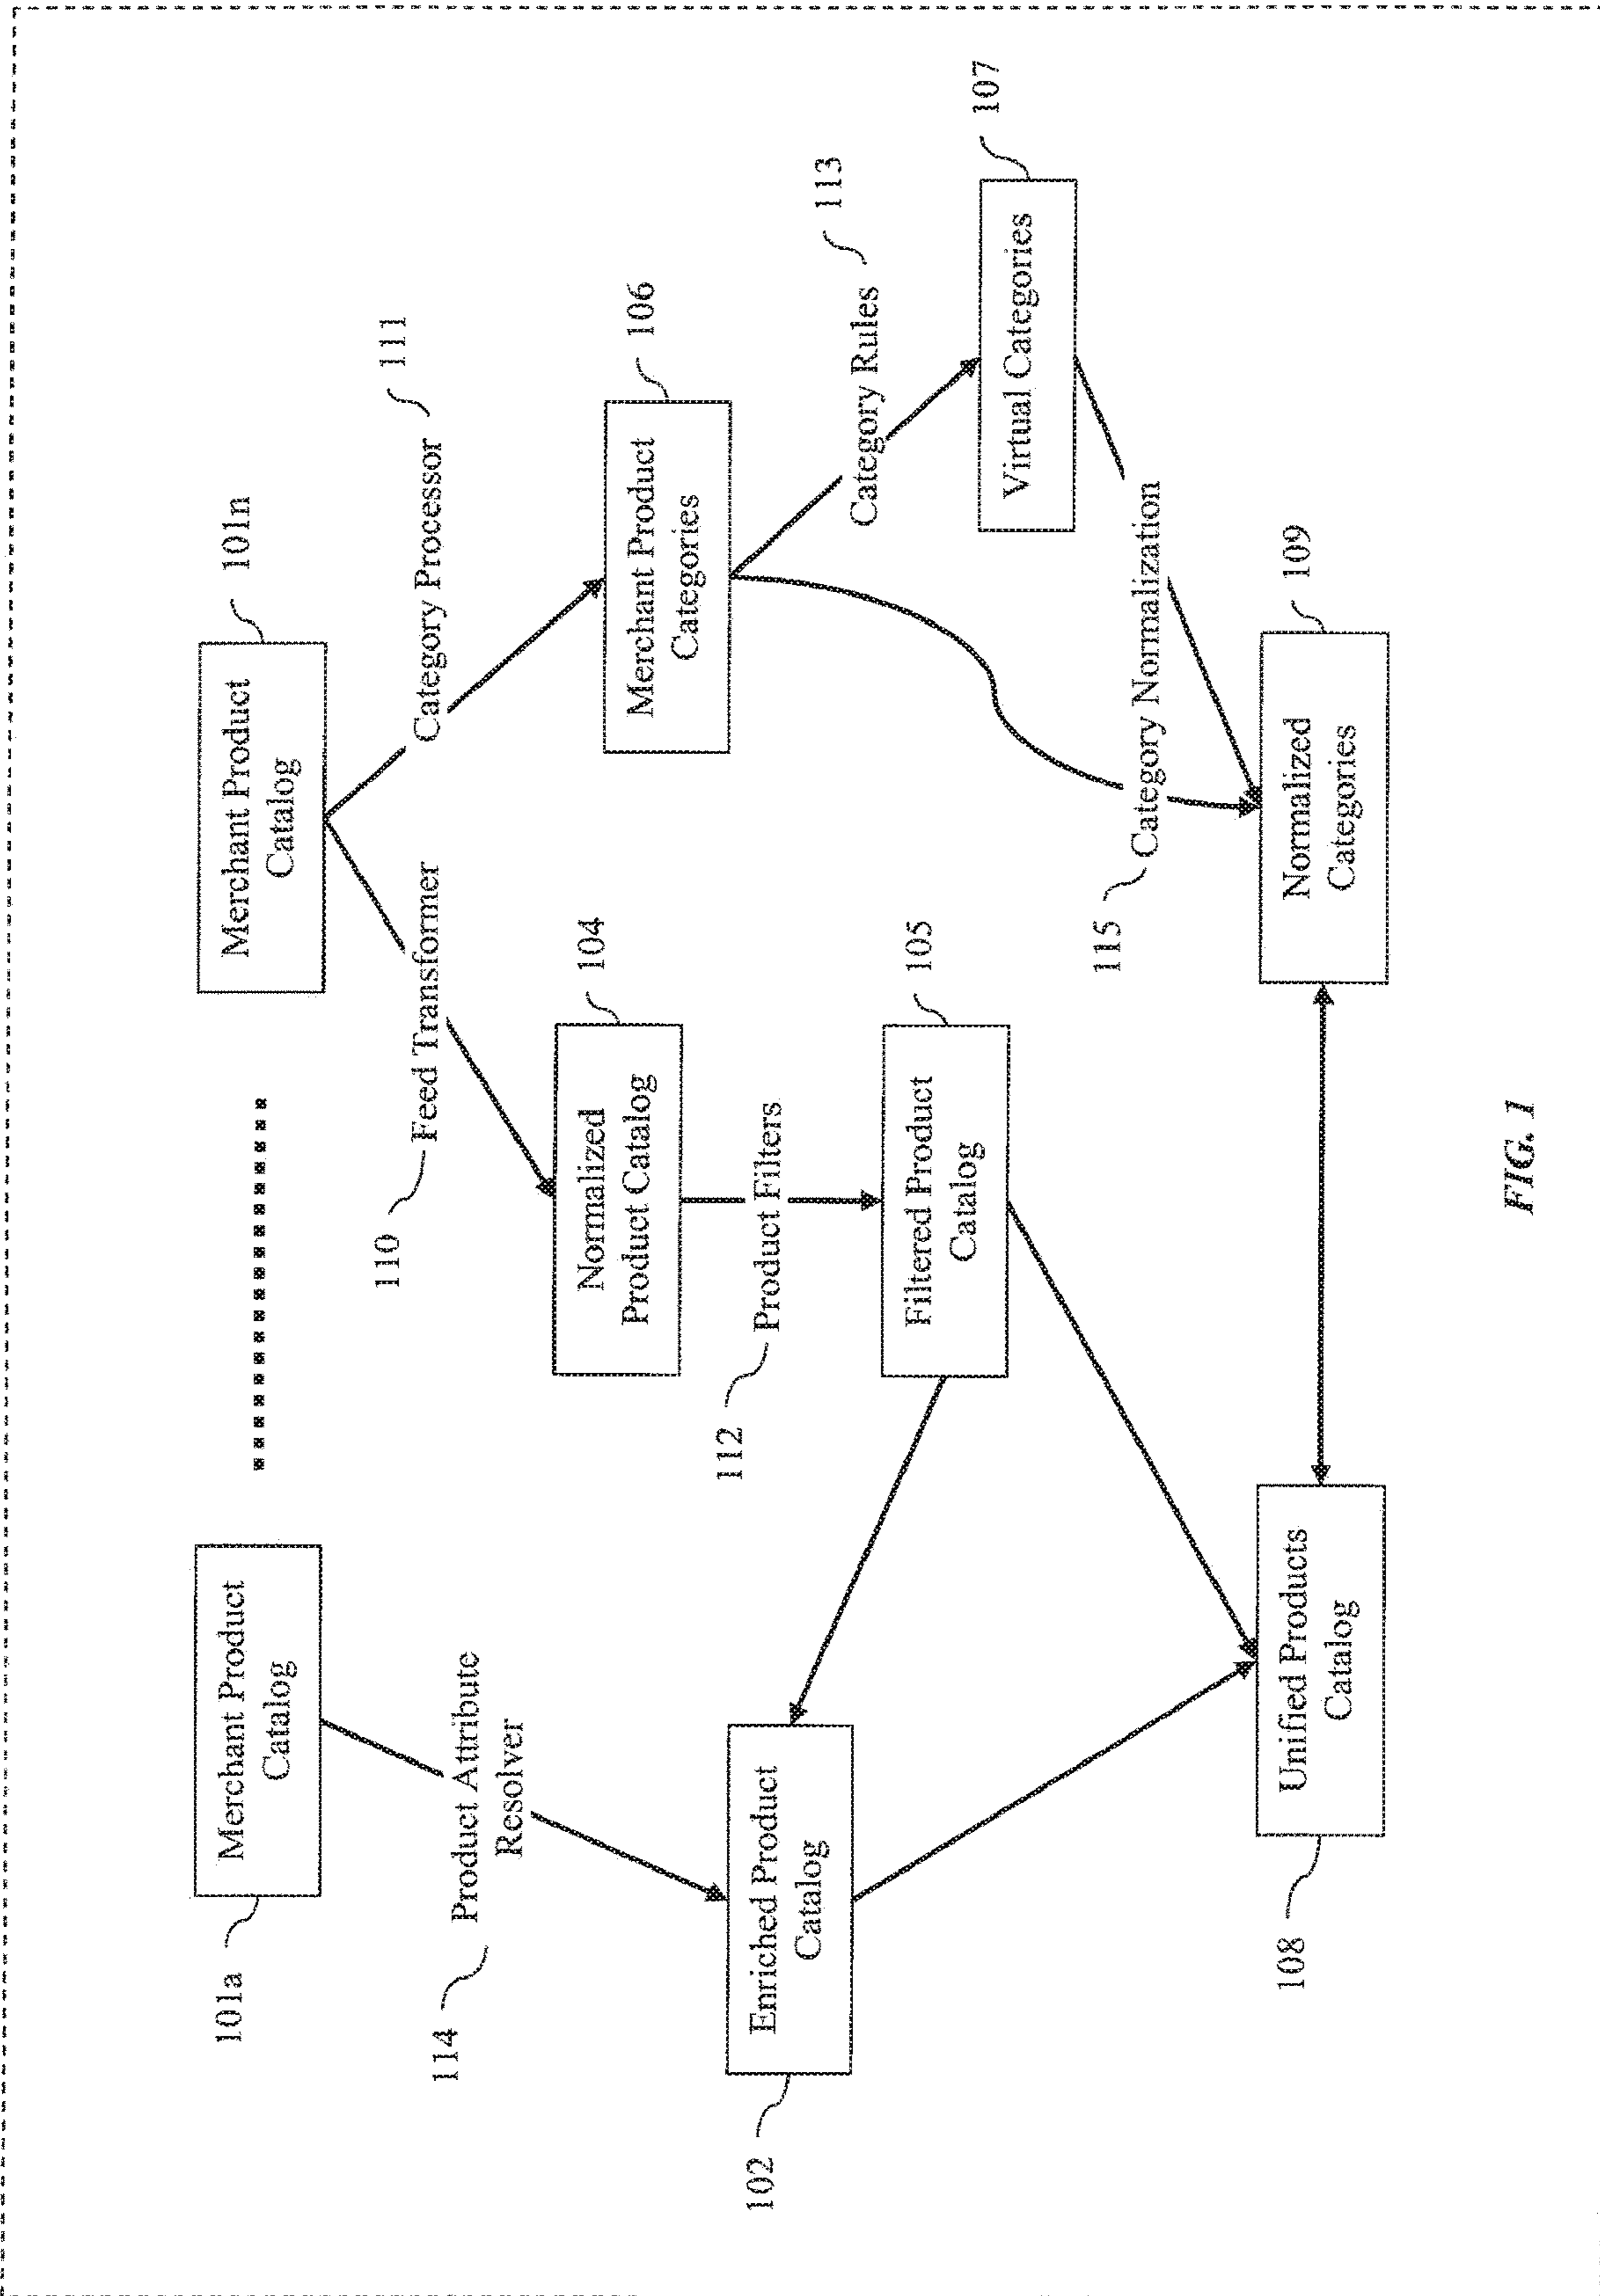 101a
Merchant Product
Catalog
101n
Merchant Product
Catalog
114
Product Attribute
Resolver
110
Feed Transformer
Category Processor
111
104
Normalized
Product Catalog
Merchant Product
Categories
106
112
Product Filters
102
Enriched Product
Catalog
Filtered Product
Catalog
105
Category Rules
113
Virtual Categories
107
115
Category Normalization
108
Unified Products
Catalog
Normalized
Categories
109
FIG. 1